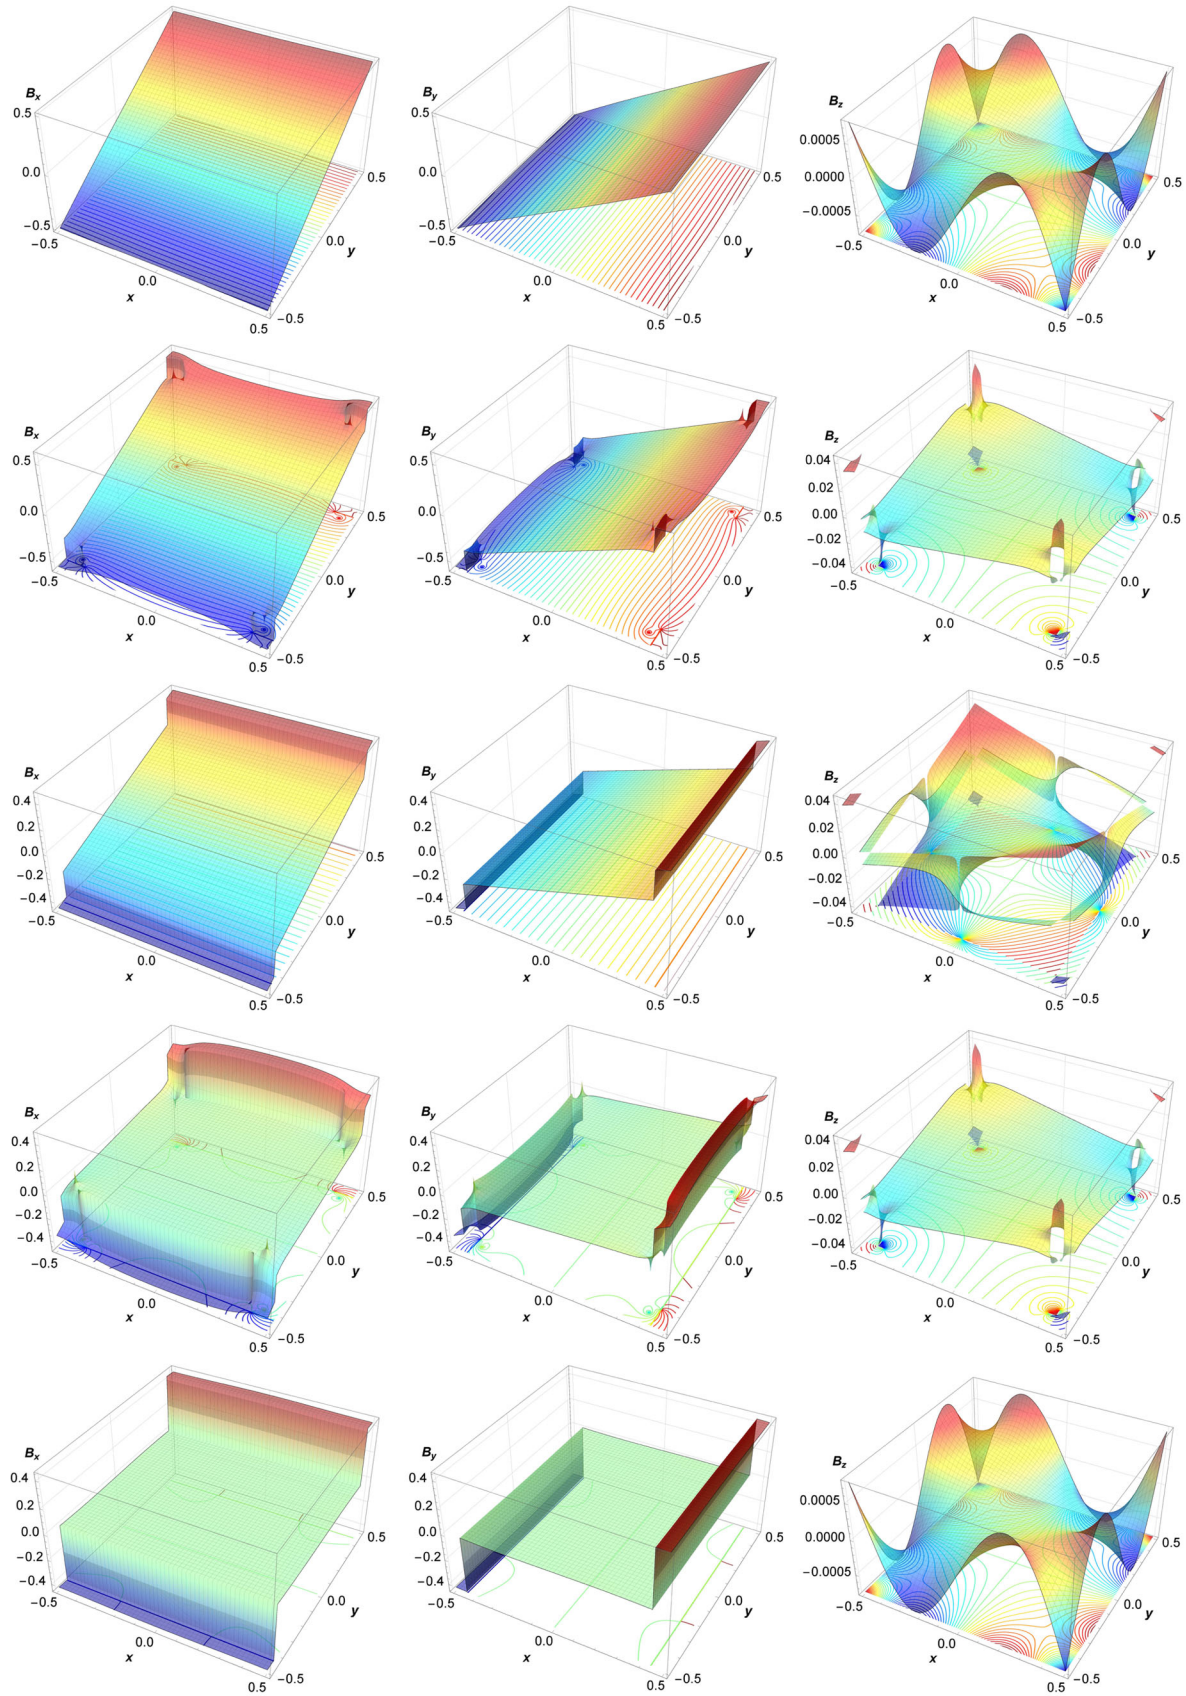 Bx By Bz
0.5 0.5 0.0005
0.0 0.0 0.0000
-0.5 -0.5 -0.0005
-0.5 0.0 0.5 x -0.5 0.0 0.5 y
-0.5 0.0 0.5 x -0.5 0.0 0.5 y
-0.5 0.0 0.5 x -0.5 0.0 0.5 y
Bx By Bz
0.5 0.5 0.04
0.02
0.0 0.0 0.00
-0.02
-0.5 -0.5 -0.04
-0.5 0.0 0.5 x -0.5 0.0 0.5 y
-0.5 0.0 0.5 x -0.5 0.0 0.5 y
-0.5 0.0 0.5 x -0.5 0.0 0.5 y
Bx By Bz
0.4 0.4 0.04
0.2 0.2 0.02
0.0 0.0 0.00
-0.2 -0.2 -0.02
-0.4 -0.4 -0.04
-0.5 0.0 0.5 x -0.5 0.0 0.5 y
-0.5 0.0 0.5 x -0.5 0.0 0.5 y
-0.5 0.0 0.5 x -0.5 0.0 0.5 y
Bx By Bz
0.4 0.4 0.04
0.2 0.2 0.02
0.0 0.0 0.00
-0.2 -0.2 -0.02
-0.4 -0.4 -0.04
-0.5 0.0 0.5 x -0.5 0.0 0.5 y
-0.5 0.0 0.5 x -0.5 0.0 0.5 y
-0.5 0.0 0.5 x -0.5 0.0 0.5 y
Bx By Bz
0.4 0.4 0.0005
0.2 0.2
0.0 0.0 0.0000
-0.2 -0.2
-0.4 -0.4 -0.0005
-0.5 0.0 0.5 x -0.5 0.0 0.5 y
-0.5 0.0 0.5 x -0.5 0.0 0.5 y
-0.5 0.0 0.5 x -0.5 0.0 0.5 y